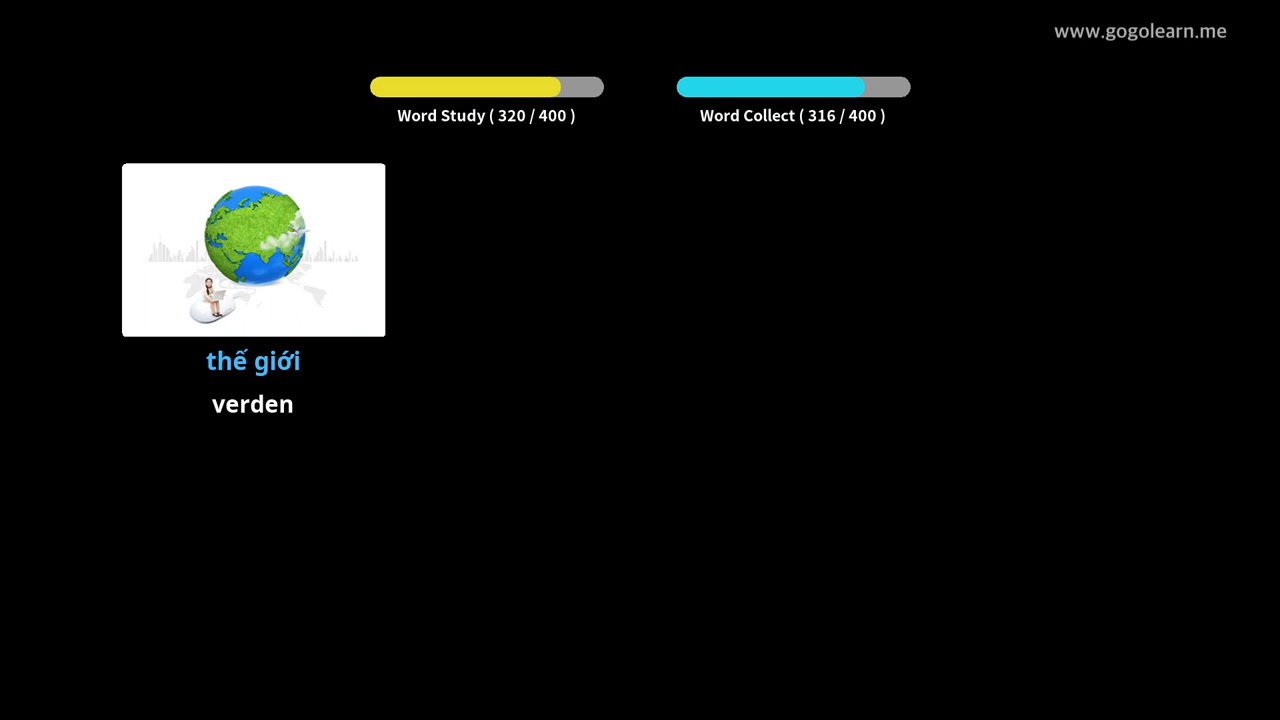 www.gogolearn.me
Word Study ( 320 / 400 )
Word Collect ( 316 / 400 )
thế giới
verden